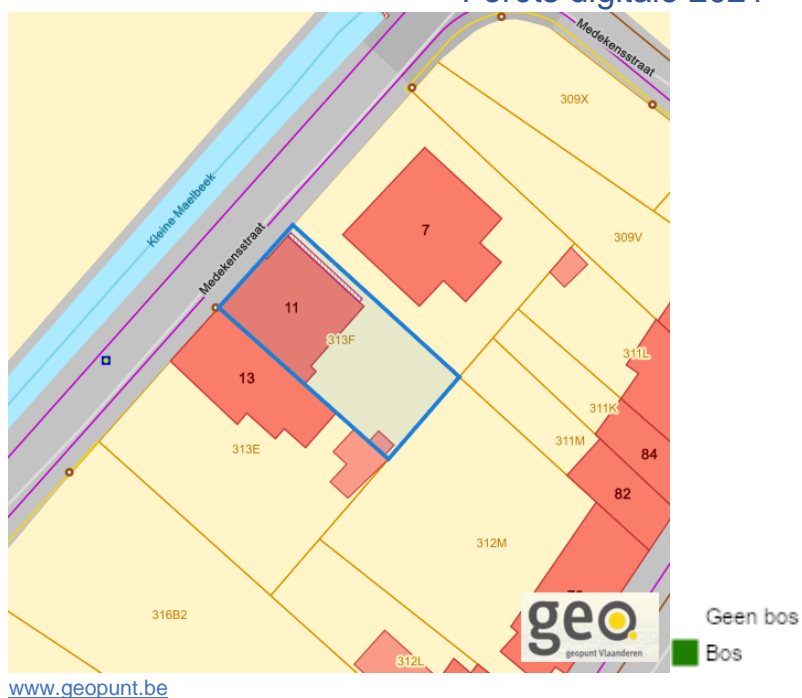 Medekensstraat
309X
Kleine Maelbeek
Medekensstraat
7
309V
11
313F
311L
13
311K
313E
311M
84
82
312M
316B2
312L
geo.
geopunt Vlaanderen
Geen bos
Bos
www.geopunt.be